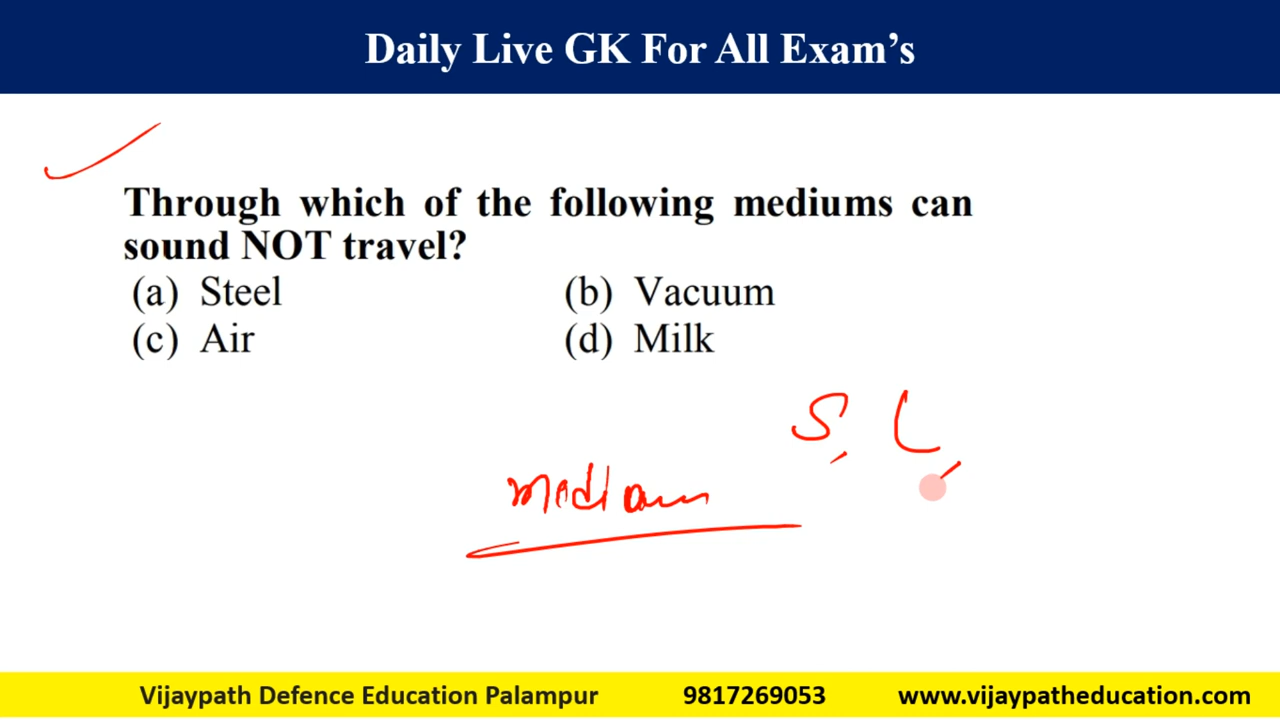 Daily Live GK For All Exam’s
Through which of the following mediums can
sound NOT travel?
(a) Steel (b) Vacuum
(c) Air (d) Milk
S, L,
medium
Vijaypath Defence Education Palampur 9817269053 www.vijaypatheducation.com